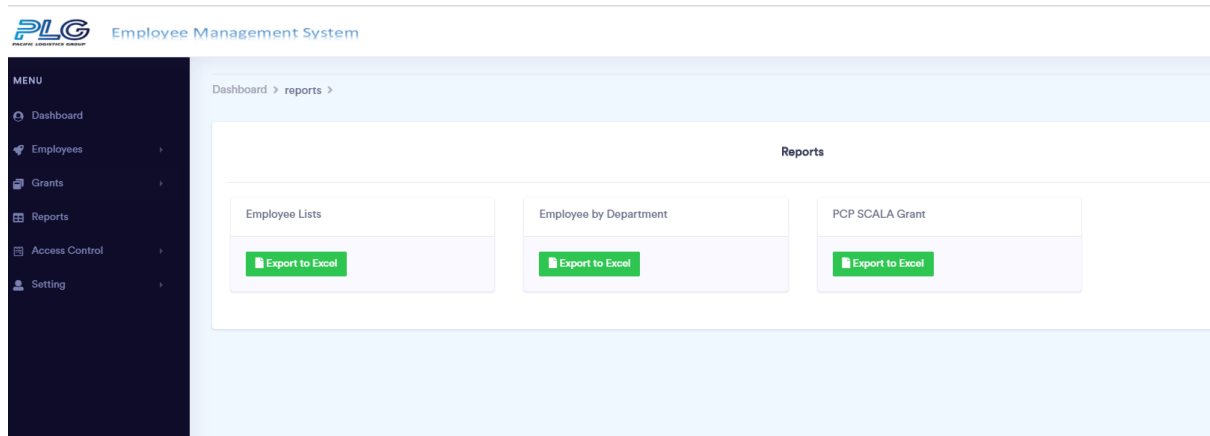 PLG
PACIFIC LOGISTICS GROUP
Employee Management System
MENU
Dashboard
Employees
Grants
Reports
Access Control
Setting
Dashboard > reports >
Reports
Employee Lists
Export to Excel
Employee by Department
Export to Excel
PCP SCALA Grant
Export to Excel